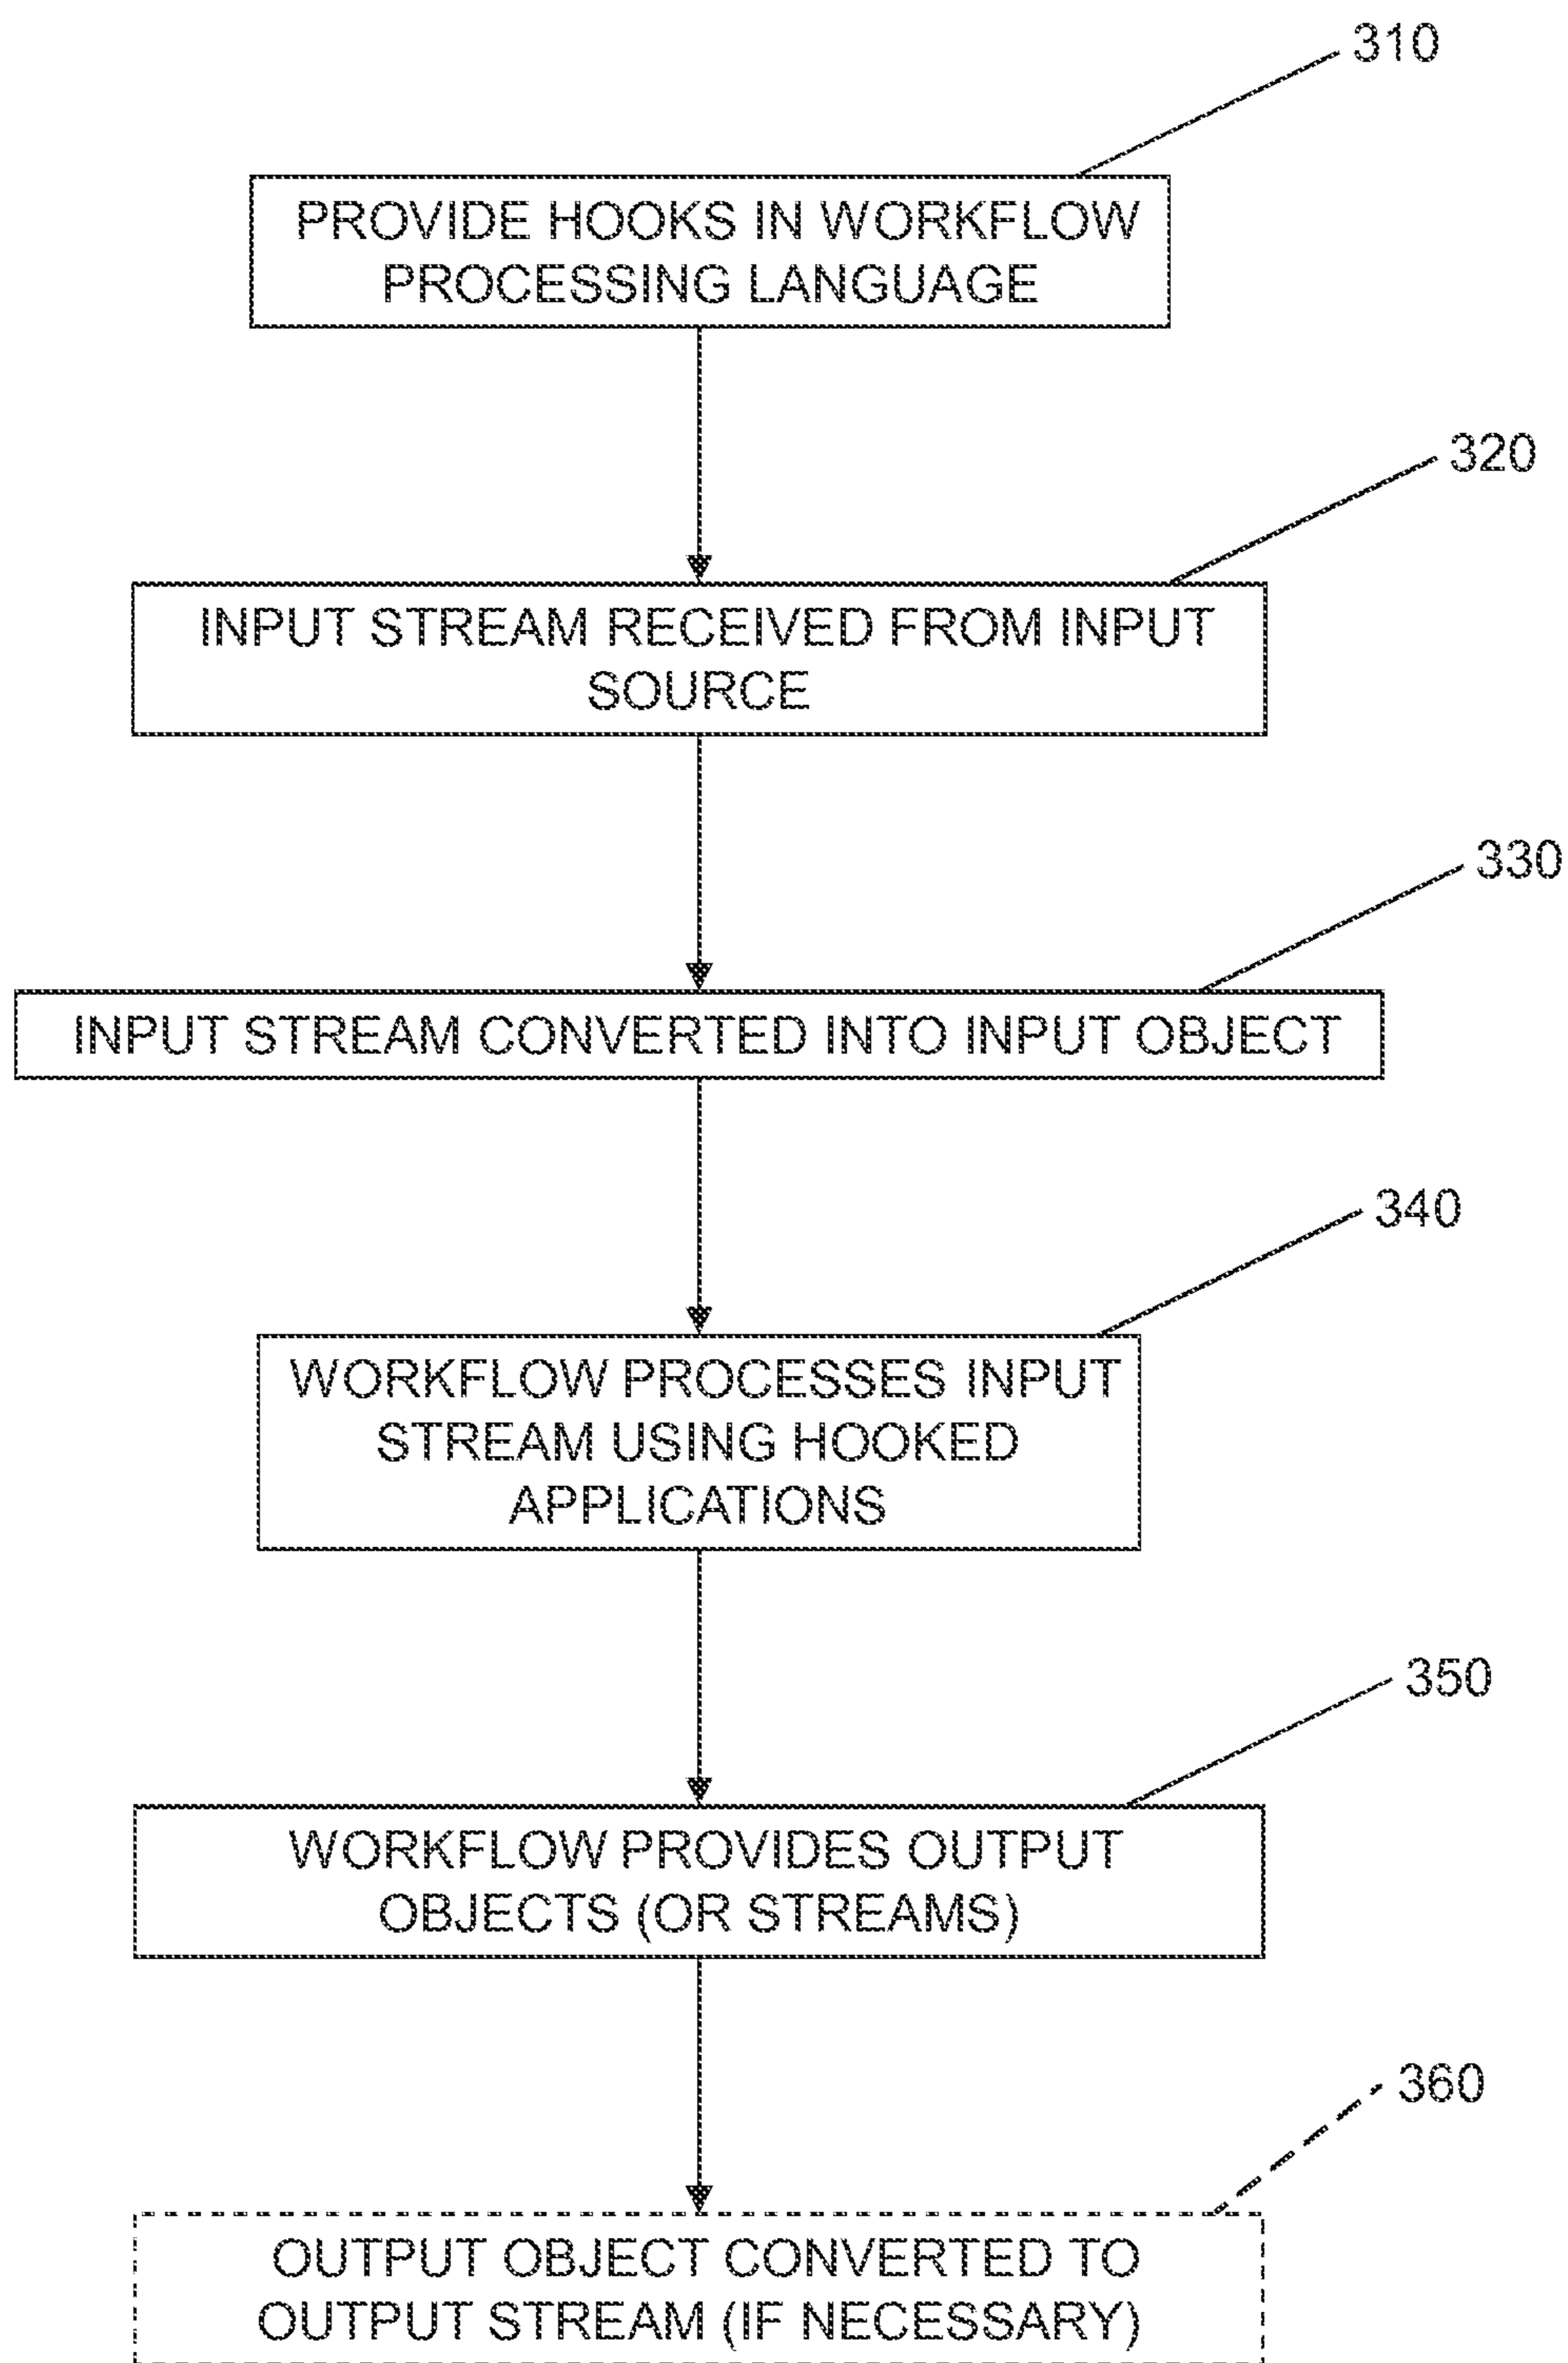 310
PROVIDE HOOKS IN WORKFLOW
PROCESSING LANGUAGE
320
INPUT STREAM RECEIVED FROM INPUT
SOURCE
330
INPUT STREAM CONVERTED INTO INPUT OBJECT
340
WORKFLOW PROCESSES INPUT
STREAM USING HOOKED
APPLICATIONS
350
WORKFLOW PROVIDES OUTPUT
OBJECTS (OR STREAMS)
360
OUTPUT OBJECT CONVERTED TO
OUTPUT STREAM (IF NECESSARY)